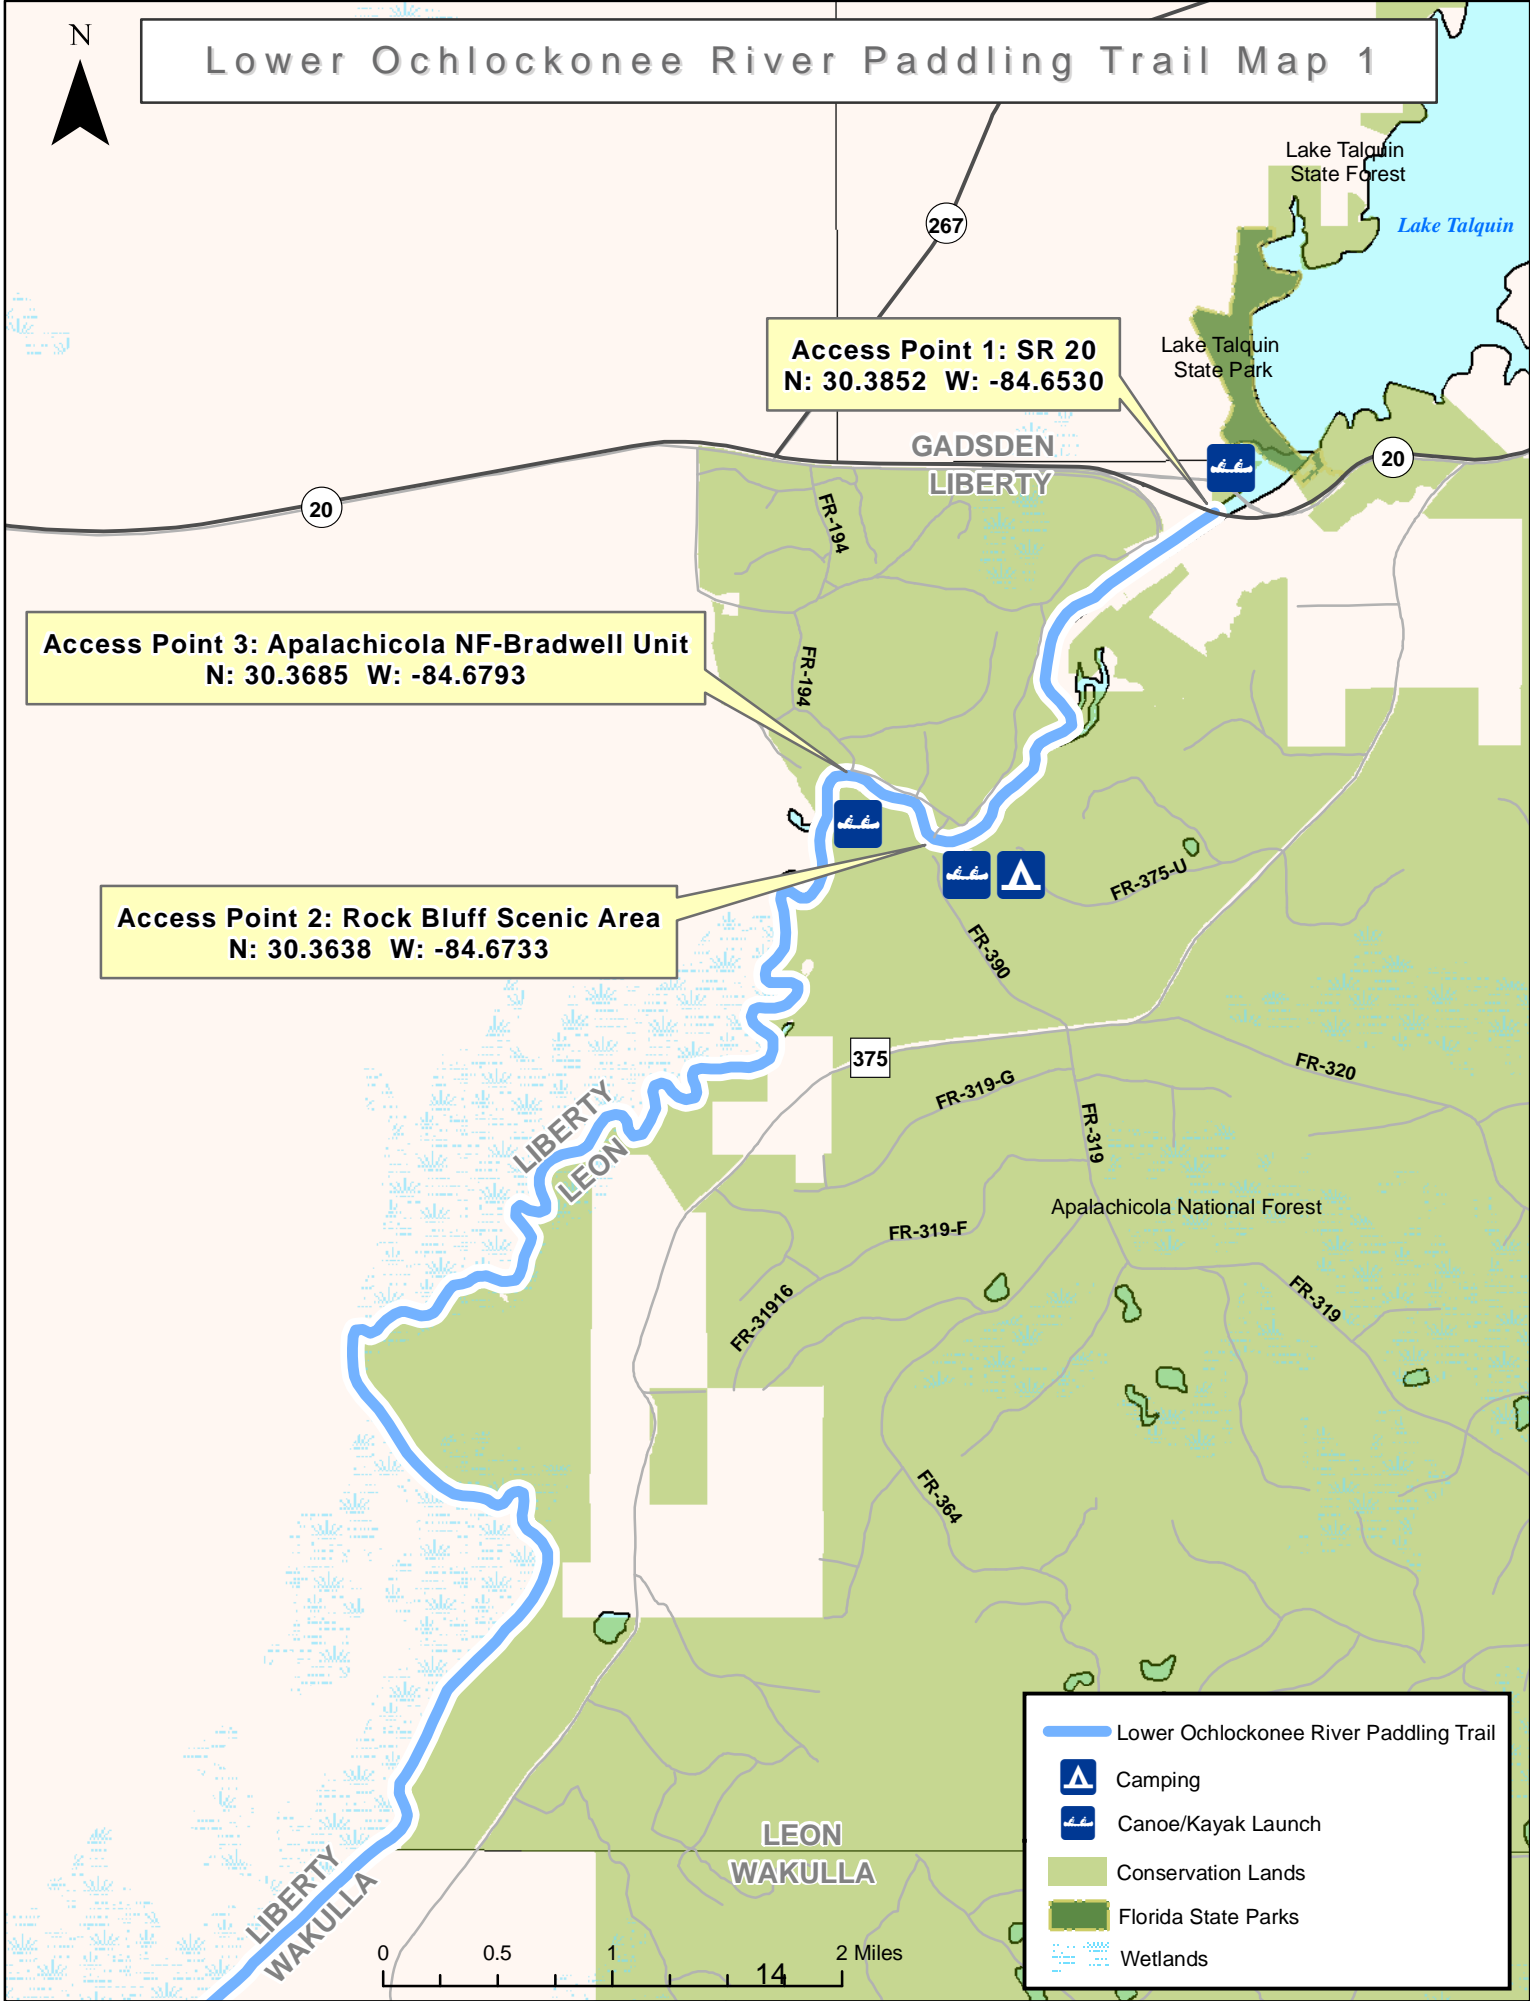 N
Lower Ochlockonee River Paddling Trail Map 1
Lake Talquin
State Forest
Lake Talquin
267
Access Point 1: SR 20
N: 30.3852 W: -84.6530
Lake Talquin
State Park
GADSDEN
LIBERTY
20
20
FR-194
Access Point 3: Apalachicola NF-Bradwell Unit
N: 30.3685 W: -84.6793
FR-194
Access Point 2: Rock Bluff Scenic Area
N: 30.3638 W: -84.6733
FR-375-U
FR-390
375
FR-320
FR-319-G
FR-319
LIBERTY
LEON
Apalachicola National Forest
FR-319-F
FR-31916
FR-319
FR-364
Lower Ochlockonee River Paddling Trail
Camping
Canoe/Kayak Launch
Conservation Lands
Florida State Parks
Wetlands
LEON
WAKULLA
LIBERTY
WAKULLA
0 0.5 1 2 Miles
14